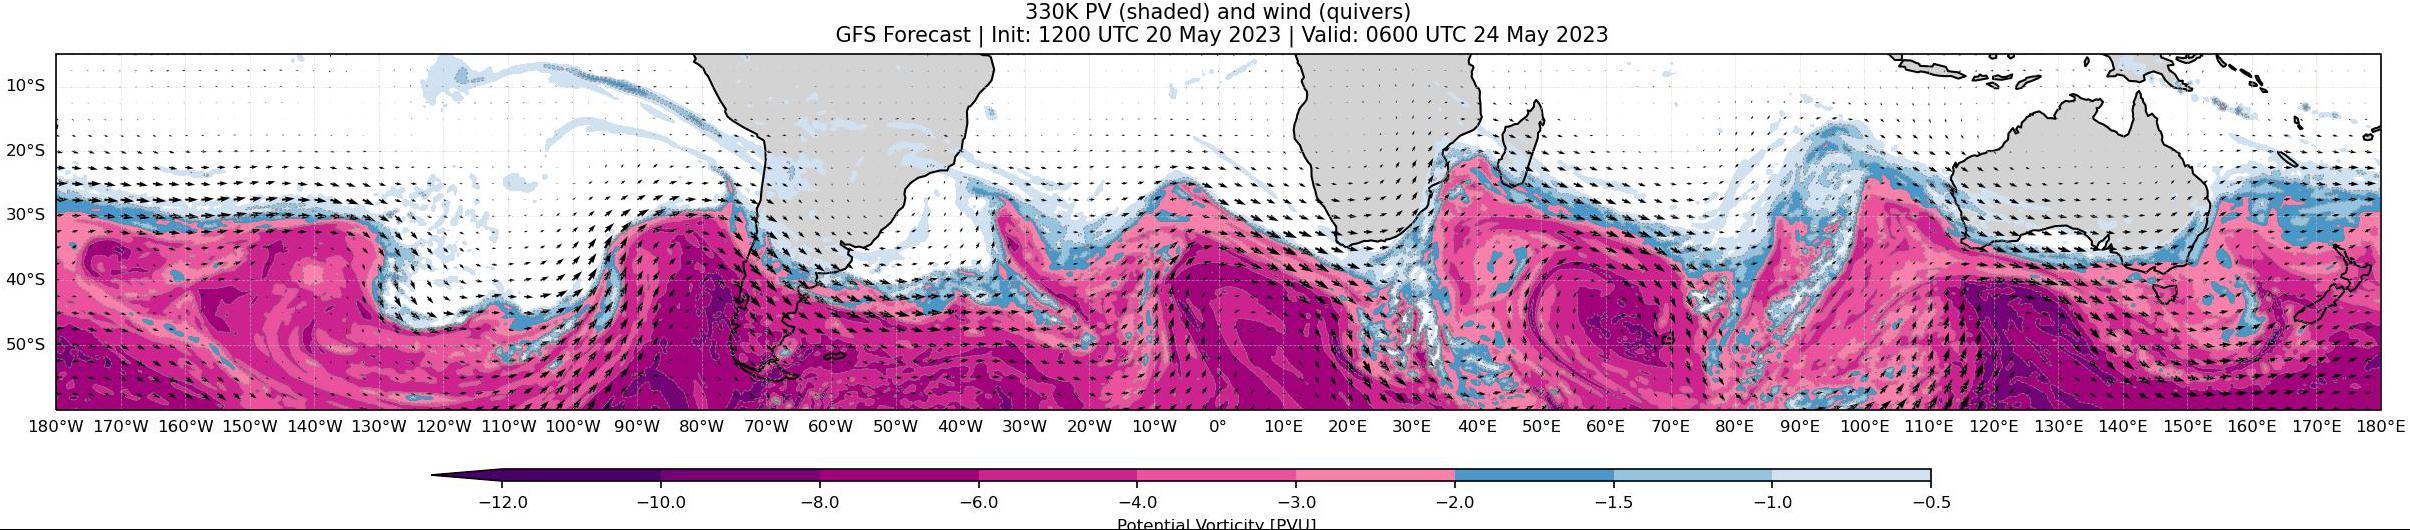 330K PV (shaded) and wind (quivers)
GFS Forecast | Init: 1200 UTC 20 May 2023 | Valid: 0600 UTC 24 May 2023
10°S
20°S
30°S
40°S
50°S
180°W 170°W 160°W 150°W 140°W 130°W 120°W 110°W 100°W 90°W 80°W 70°W 60°W 50°W 40°W 30°W 20°W 10°W 0° 10°E 20°E 30°E 40°E 50°E 60°E 70°E 80°E 90°E 100°E 110°E 120°E 130°E 140°E 150°E 160°E 170°E 180°E
−12.0 −10.0 −8.0 −6.0 −4.0 −3.0 −2.0 −1.5 −1.0 −0.5
Potential Vorticity [PVU]